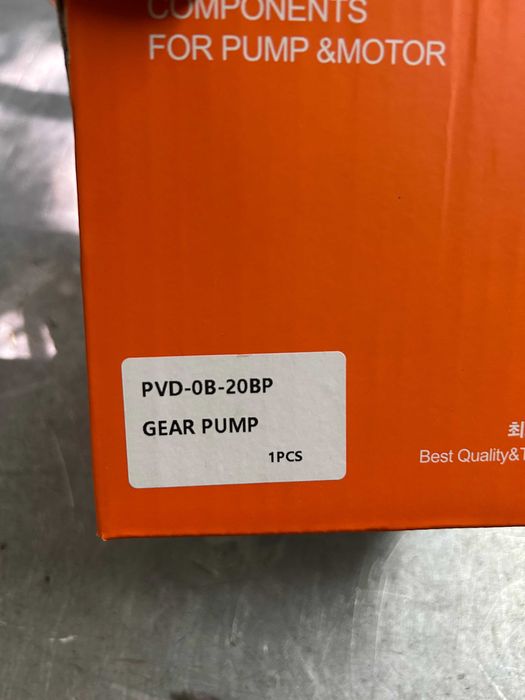 COMPONENTS
FOR PUMP &MOTOR
PVD-0B-20BP
GEAR PUMP
1PCS
최
Best Quality&T